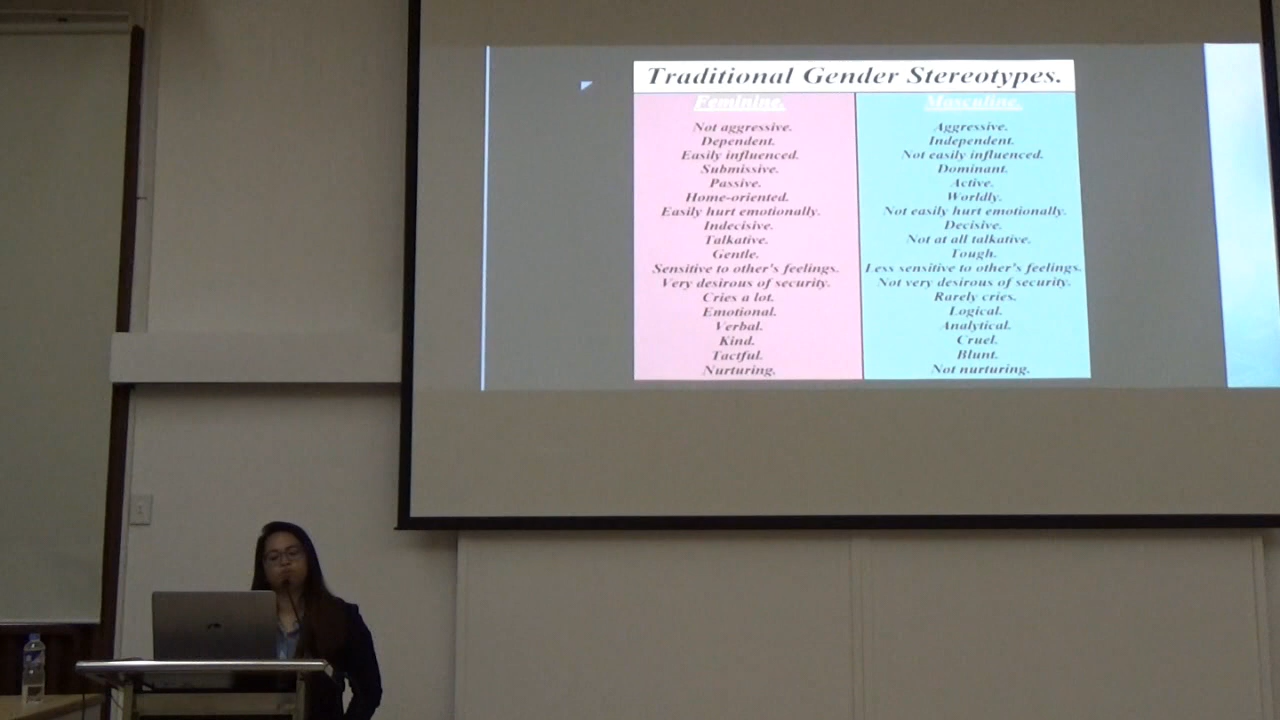 Traditional Gender Stereotypes.
Feminine.
Not aggressive.
Dependent.
Easily influenced.
Submissive.
Passive.
Home-oriented.
Easily hurt emotionally.
Indecisive.
Talkative.
Gentle.
Sensitive to other's feelings.
Very desirous of security.
Cries a lot.
Emotional.
Verbal.
Kind.
Tactful.
Nurturing.
Masculine.
Aggressive.
Independent.
Not easily influenced.
Dominant.
Active.
Worldly.
Not easily hurt emotionally.
Decisive.
Not at all talkative.
Tough.
Less sensitive to other's feelings.
Not very desirous of security.
Rarely cries.
Logical.
Analytical.
Cruel.
Blunt.
Not nurturing.